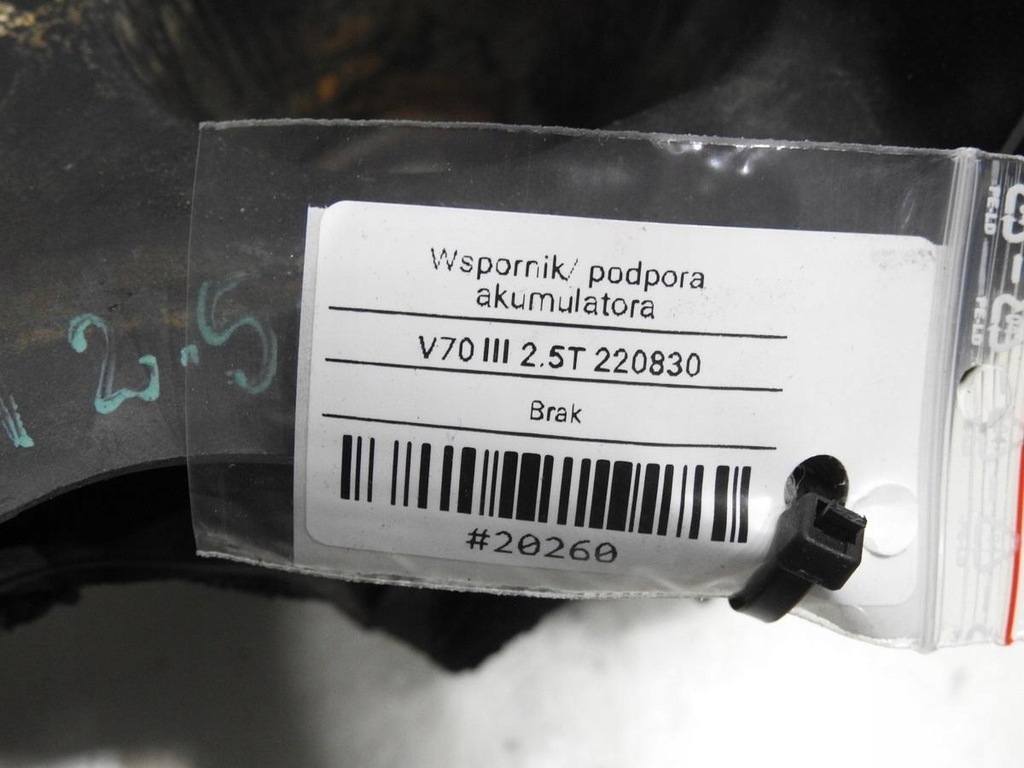 Wspornik/ podpora
akumulatora
V70 III 2.5T 220830
Brak
#20260
2.5